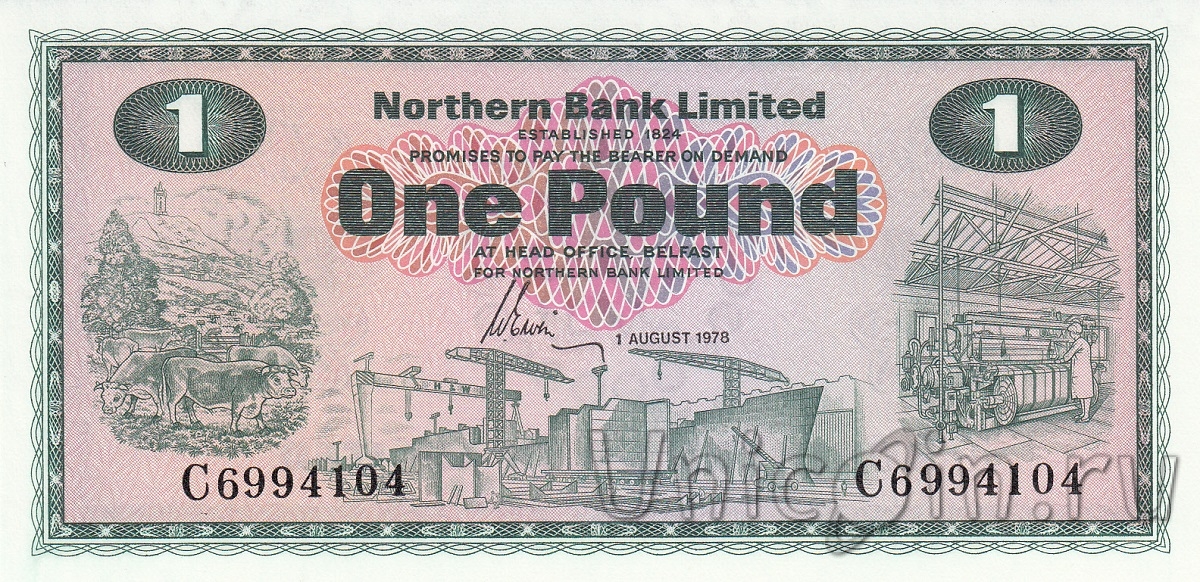 1
1
Northern Bank Limited
ESTABLISHED 1824
PROMISES TO PAY THE BEARER ON DEMAND
One Pound
AT HEAD OFFICE BELFAST
FOR NORTHERN BANK LIMITED
1 AUGUST 1978
C6994104
C6994104
Unicoin.ru